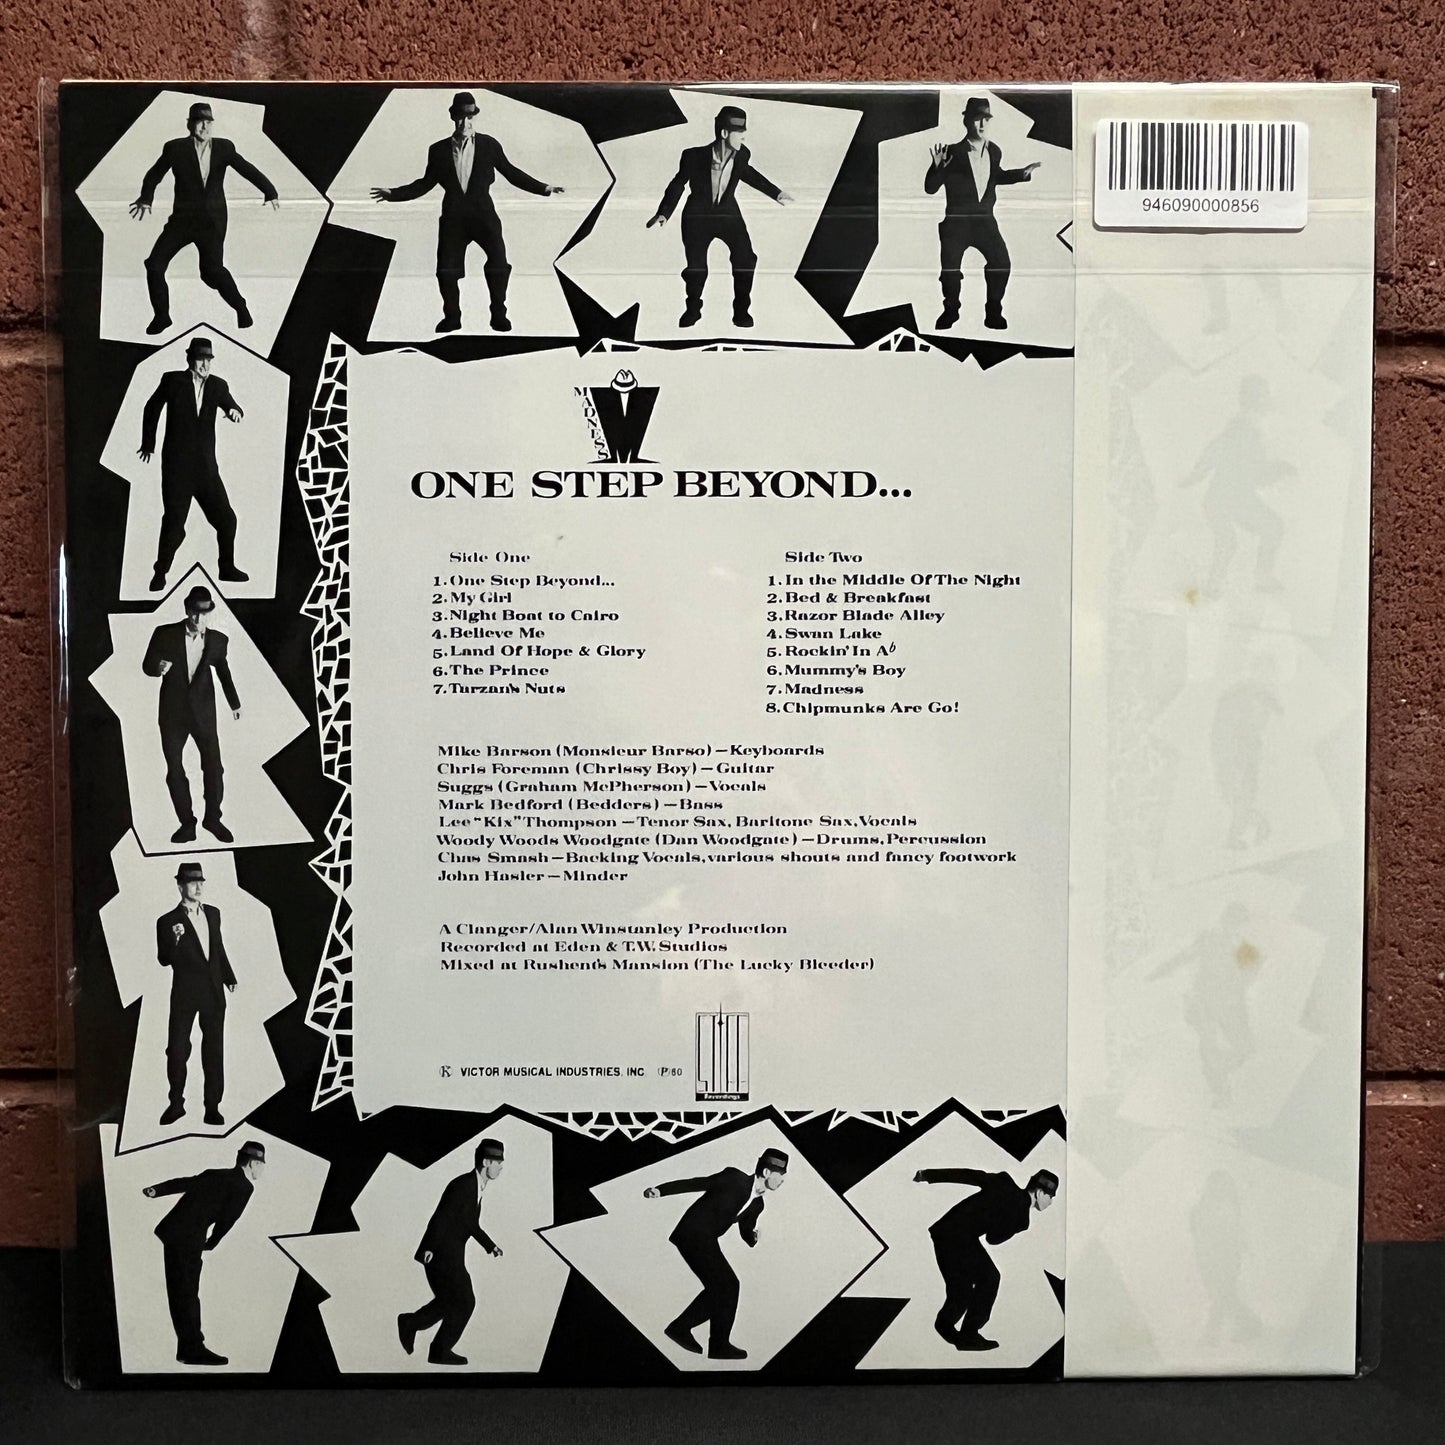 946090000856
MADNESS
ONE STEP BEYOND...
Side One
1. One Step Beyond...
2. My Girl
3. Night Boat to Cairo
4. Believe Me
5. Land Of Hope & Glory
6. The Prince
7. Tarzan's Nuts
Side Two
1. In the Middle Of The Night
2. Bed & Breakfast
3. Razor Blade Alley
4. Swan Lake
5. Rockin' In A♭
6. Mummy's Boy
7. Madness
8. Chipmunks Are Go!
Mike Barson (Monsieur Barso) — Keyboards
Chris Foreman (Chrissy Boy) — Guitar
Suggs (Graham McPherson) — Vocals
Mark Bedford (Bedders) — Bass
Lee "Kix" Thompson — Tenor Sax, Baritone Sax, Vocals
Woody Woods Woodgate (Dan Woodgate) — Drums, Percussion
Chas Smash — Backing Vocals, various shouts and fancy footwork
John Hasler — Minder
A Clanger/Alan Winstanley Production
Recorded at Eden & T.W. Studios
Mixed at Rushent's Mansion (The Lucky Bleeder)
Ⓚ VICTOR MUSICAL INDUSTRIES, INC. ℗ 80
Recordings